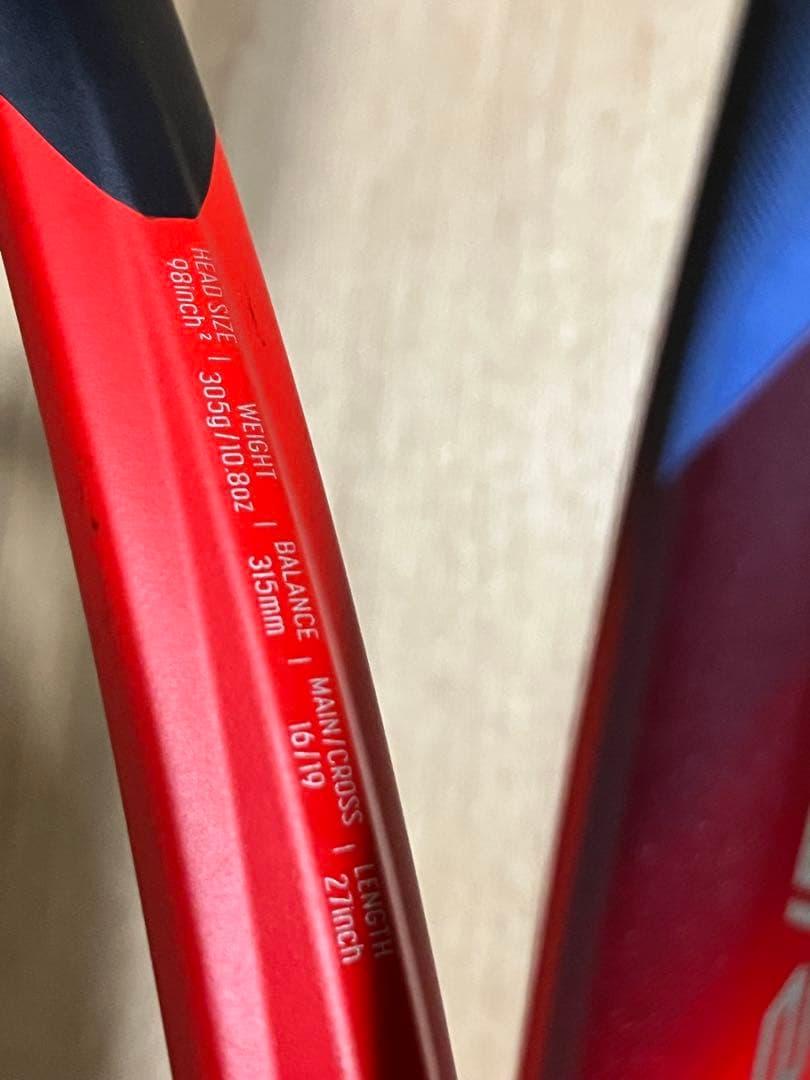 HEAD SIZE | WEIGHT | BALANCE | MAIN/CROSS | LENGTH
98inch² | 305g/10.8oz | 315mm | 16/19 | 27inch